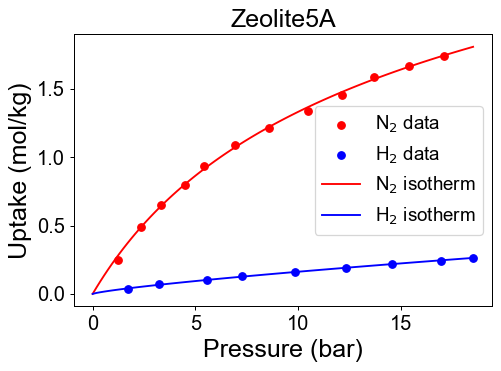 Zeolite5A
Uptake (mol/kg)
1.5
1.0
0.5
0.0
N₂ data
H₂ data
N₂ isotherm
H₂ isotherm
0 5 10 15
Pressure (bar)